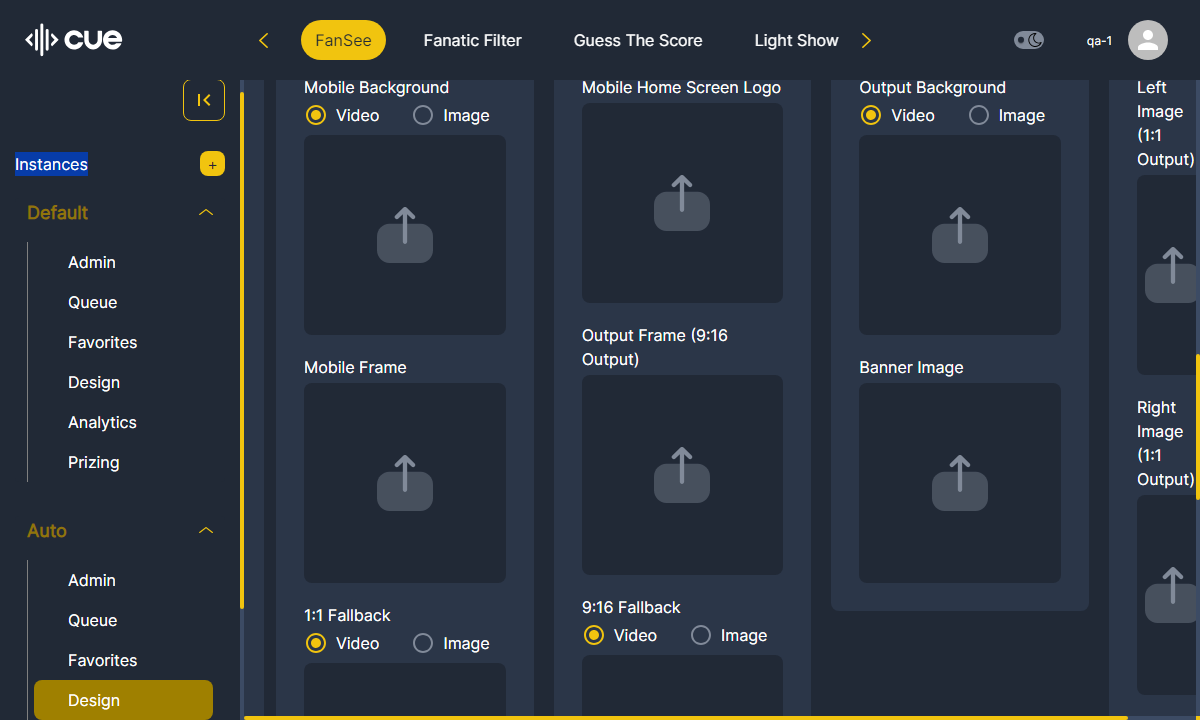 cue
FanSee
Fanatic Filter
Guess The Score
Light Show
qa-1
Instances
+
Default
Admin
Queue
Favorites
Design
Analytics
Prizing
Auto
Admin
Queue
Favorites
Design
Mobile Background
Video
Image
Mobile Frame
1:1 Fallback
Video
Image
Mobile Home Screen Logo
Output Frame (9:16
Output)
9:16 Fallback
Video
Image
Output Background
Video
Image
Banner Image
Left
Image
(1:1
Output)
Right
Image
(1:1
Output)